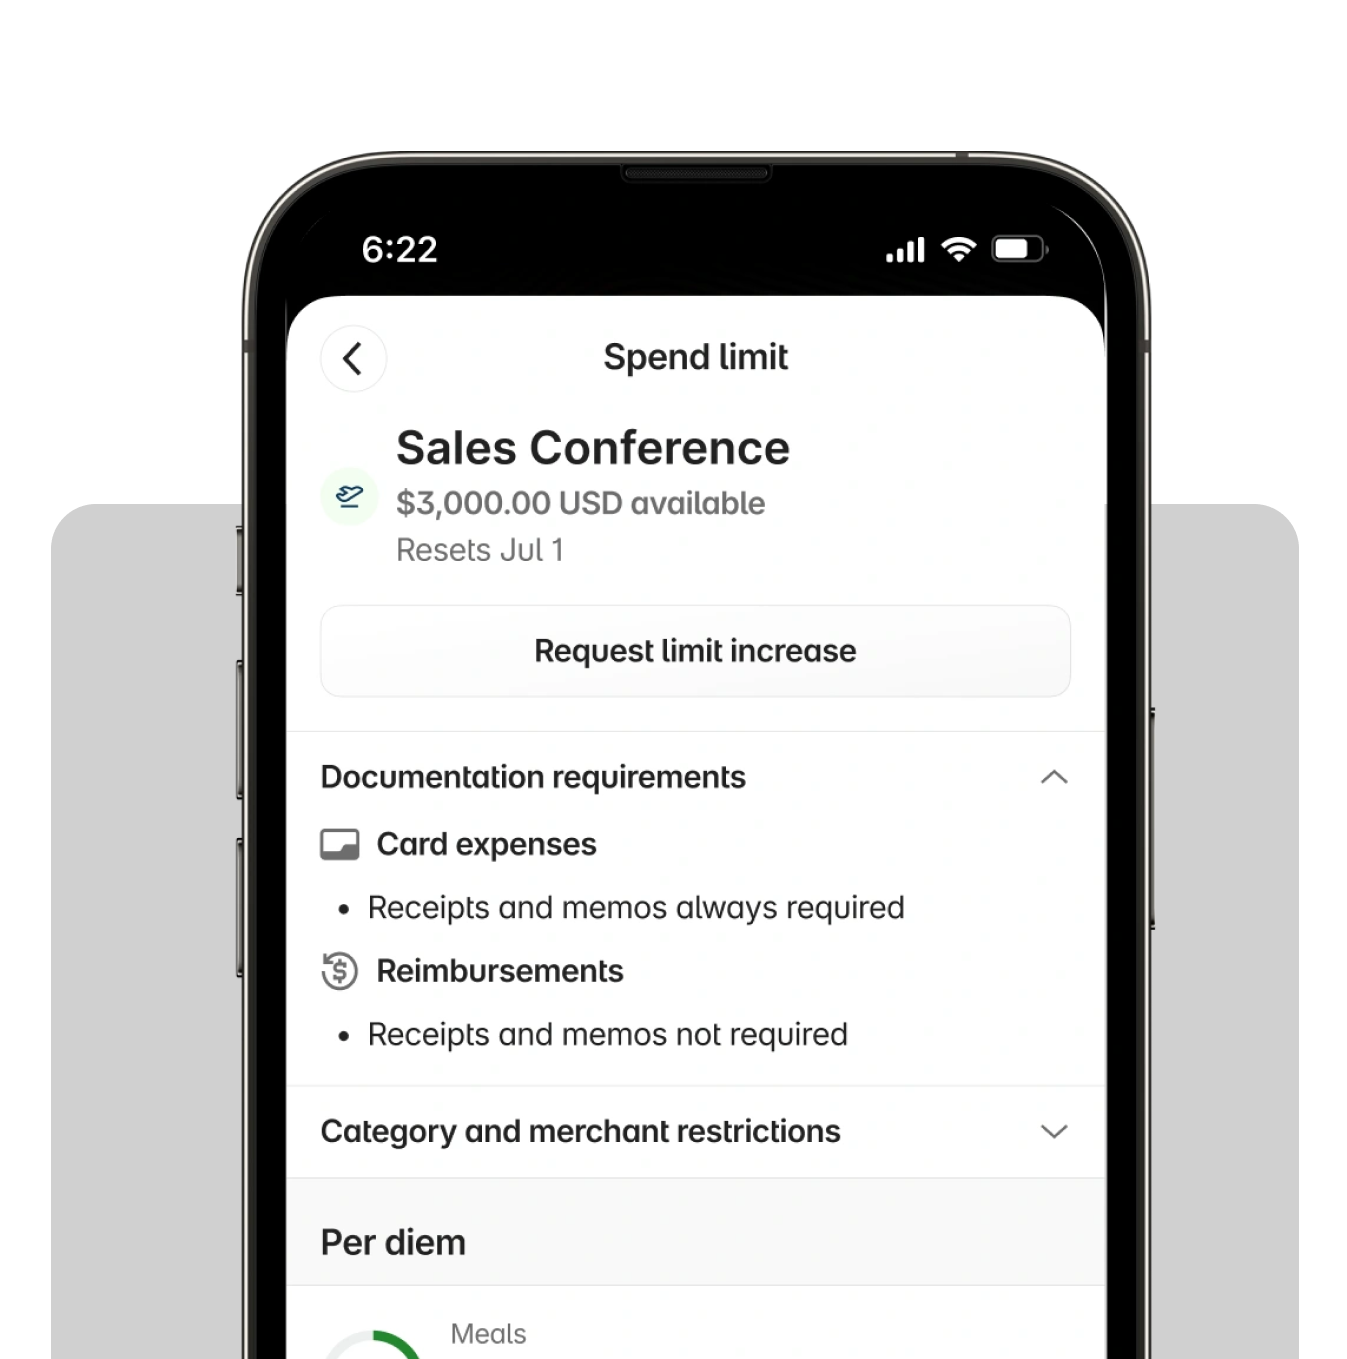 6:22
Spend limit
Sales Conference
$3,000.00 USD available
Resets Jul 1
Request limit increase
Documentation requirements
Card expenses
• Receipts and memos always required
Reimbursements
• Receipts and memos not required
Category and merchant restrictions
Per diem
Meals